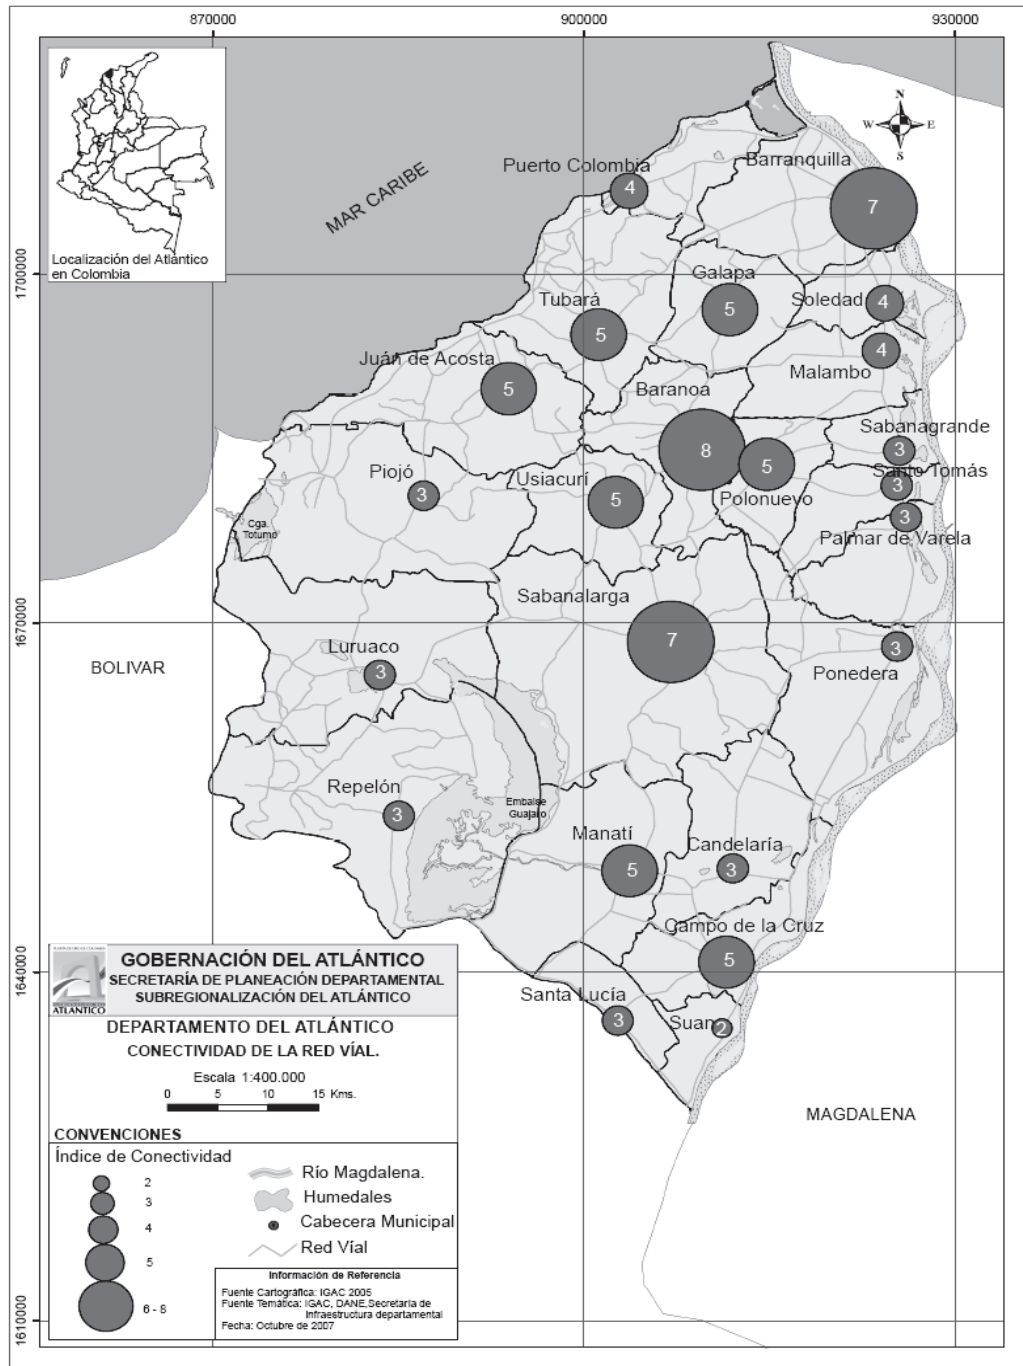 870000
900000
930000
1700000
1670000
1640000
1610000
Localización del Atlántico
en Colombia
MAR CARIBE
N
W
E
S
Puerto Colombia
4
Barranquilla
7
Galapa
5
Tubará
5
Soledad
4
Malambo
4
Juán de Acosta
5
Baranoa
8
Polonuevo
5
Sabanagrande
3
Santo Tomás
3
Palmar de Varela
3
Piojó
3
Usiacurí
5
Cga.
Totumo
Sabanalarga
7
BOLIVAR
Luruaco
3
Ponedera
3
Repelón
3
Embalse
Guajaro
Manatí
5
Candelaría
3
Campo de la Cruz
5
Santa Lucía
3
Suan
2
MAGDALENA
ATLANTICO
GOBERNACIÓN DEL ATLÁNTICO
SECRETARÍA DE PLANEACIÓN DEPARTAMENTAL
SUBREGIONALIZACIÓN DEL ATLÁNTICO
DEPARTAMENTO DEL ATLÁNTICO
CONECTIVIDAD DE LA RED VÍAL.
Escala 1:400.000
0 5 10 15 Kms.
CONVENCIONES
Índice de Conectividad
2
3
4
5
6 - 8
Río Magdalena.
Humedales
Cabecera Municipal
Red Víal
Información de Referencia
Fuente Cartográfica: IGAC 2005
Fuente Temática: IGAC, DANE,Secretaría de
Infraestructura departamental
Fecha: Octubre de 2007